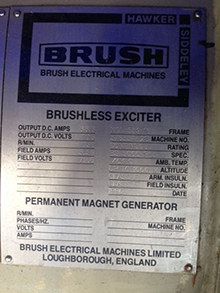 HAWKER
SIDDELEY
BRUSH
BRUSH ELECTRICAL MACHINES
BRUSHLESS EXCITER
OUTPUT D.C. AMPS FRAME
OUTPUT D.C. VOLTS MACHINE NO.
R/MIN. RATING
FIELD AMPS SPEC.
FIELD VOLTS AMB. TEMP.
ALTITUDE
ARM. INSULN.
FIELD INSULN.
DATE
PERMANENT MAGNET GENERATOR
R/MIN. FRAME
PHASES/HZ. MACHINE NO.
VOLTS
AMPS
BRUSH ELECTRICAL MACHINES LIMITED
LOUGHBOROUGH, ENGLAND